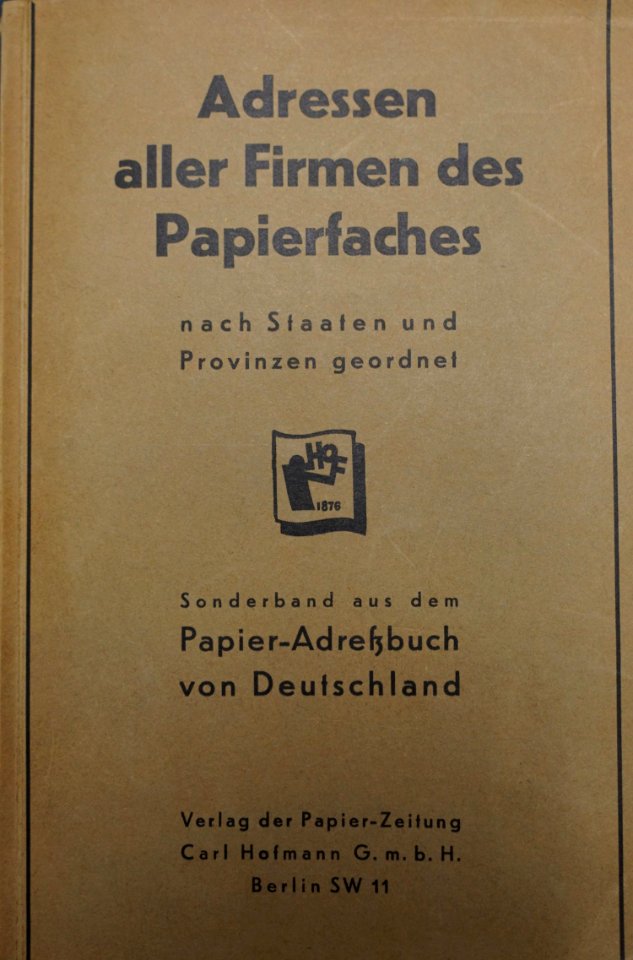 Adressen
aller Firmen des
Papierfaches
nach Staaten und
Provinzen geordnet
HOF
1876
Sonderband aus dem
Papier-Adreßbuch
von Deutschland
Verlag der Papier-Zeitung
Carl Hofmann G. m. b. H.
Berlin SW 11